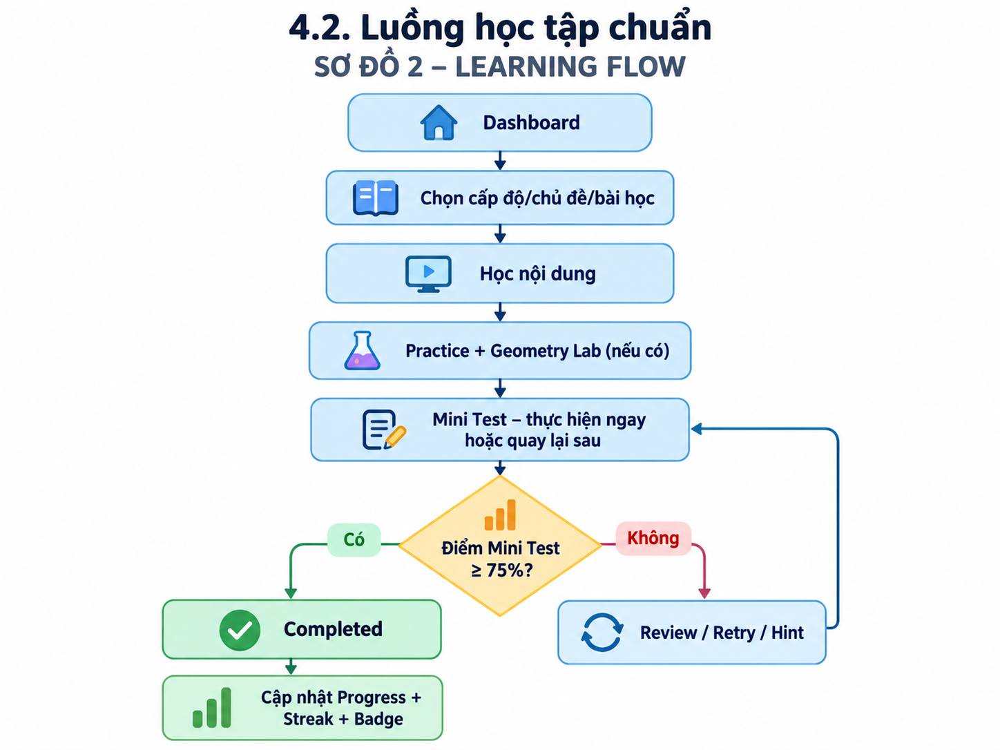 4.2. Luồng học tập chuẩn
SƠ ĐỒ 2 – LEARNING FLOW
Dashboard
Chọn cấp độ/chủ đề/bài học
Học nội dung
Practice + Geometry Lab (nếu có)
Mini Test – thực hiện ngay
hoặc quay lại sau
Điểm Mini Test
≥ 75%?
Có
Không
Completed
Review / Retry / Hint
Cập nhật Progress +
Streak + Badge